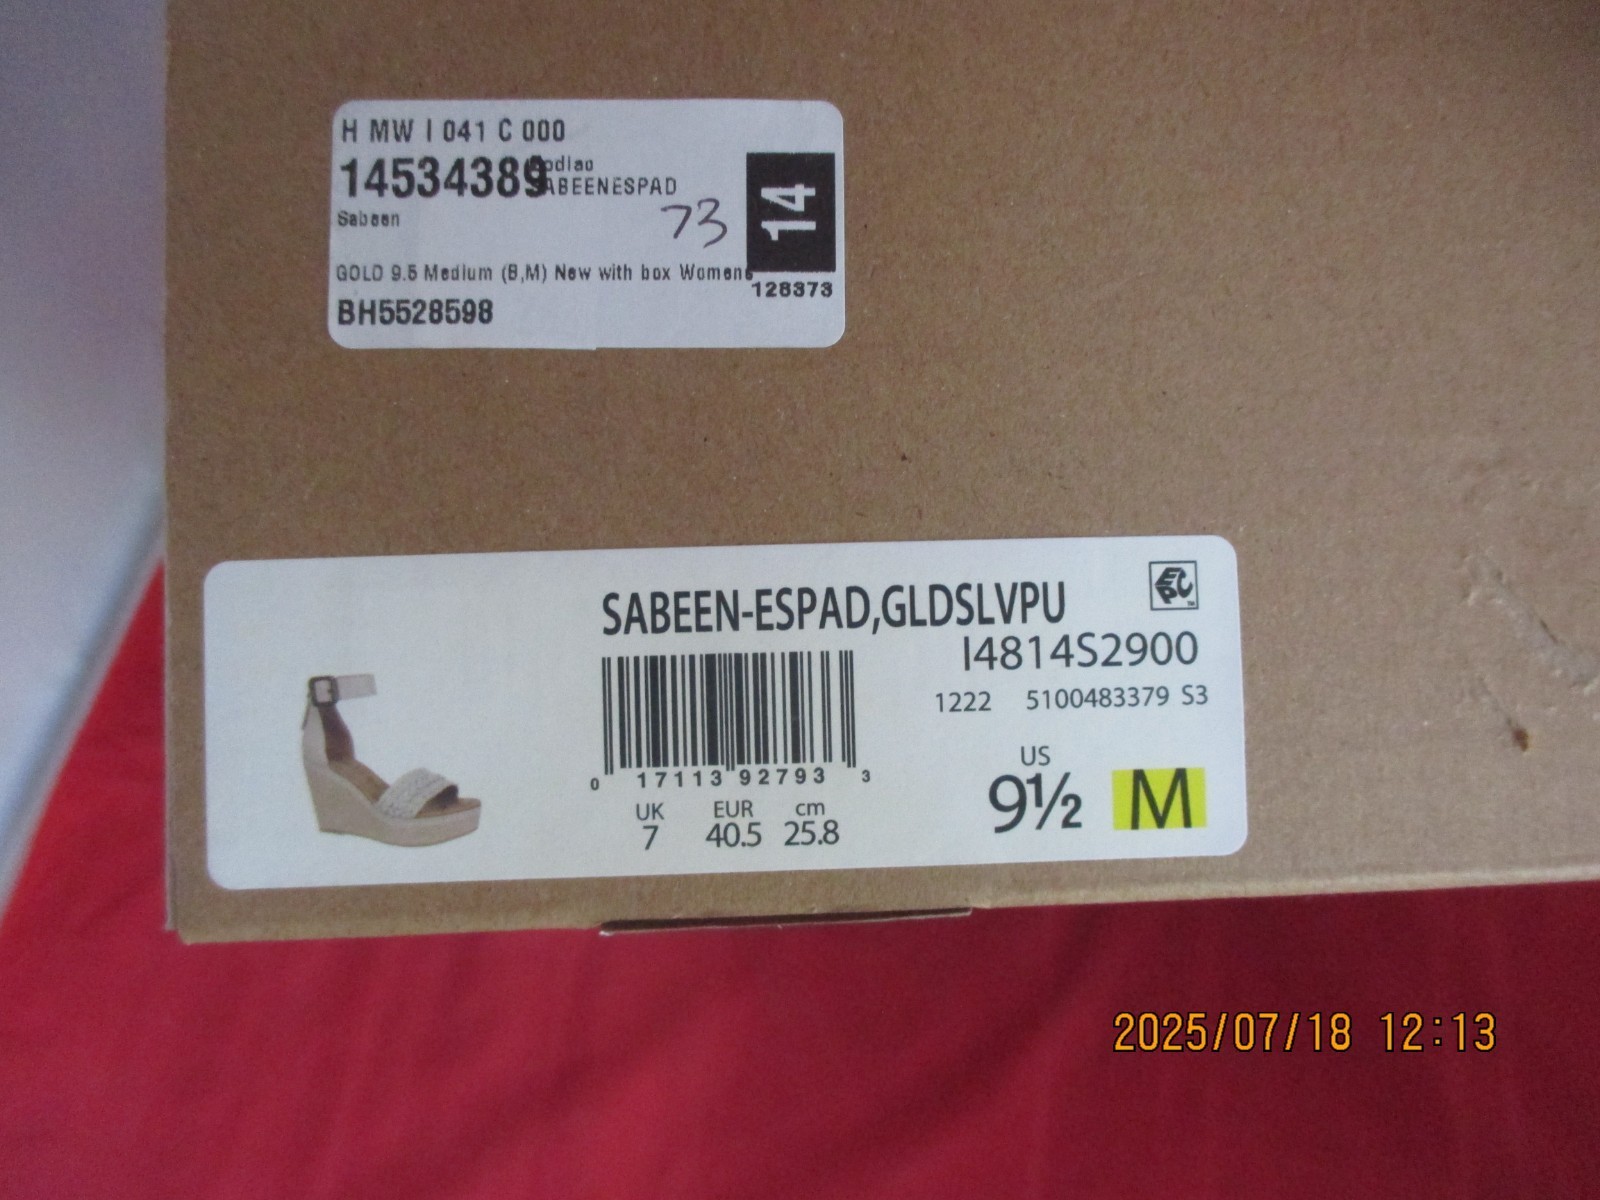 H MW I 041 C 000
14534389
SABEENESPAD
Sabeen
73
14
GOLD 9.5 Medium (B,M) New with box Womens
128373
BH5528598
SABEEN-ESPAD,GLDSLVPU
I4814S2900
1222 5100483379 S3
0 17113 92793 3
UK EUR cm
7 40.5 25.8
US
9½ M
2025/07/18 12:13